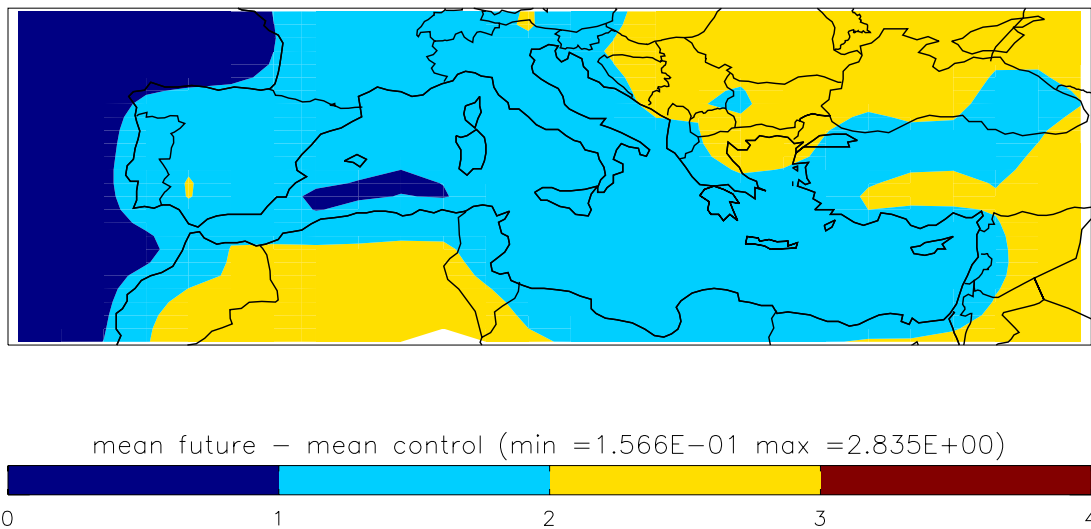 mean future – mean control (min =1.566E–01 max =2.835E+00)
0 1 2 3 4